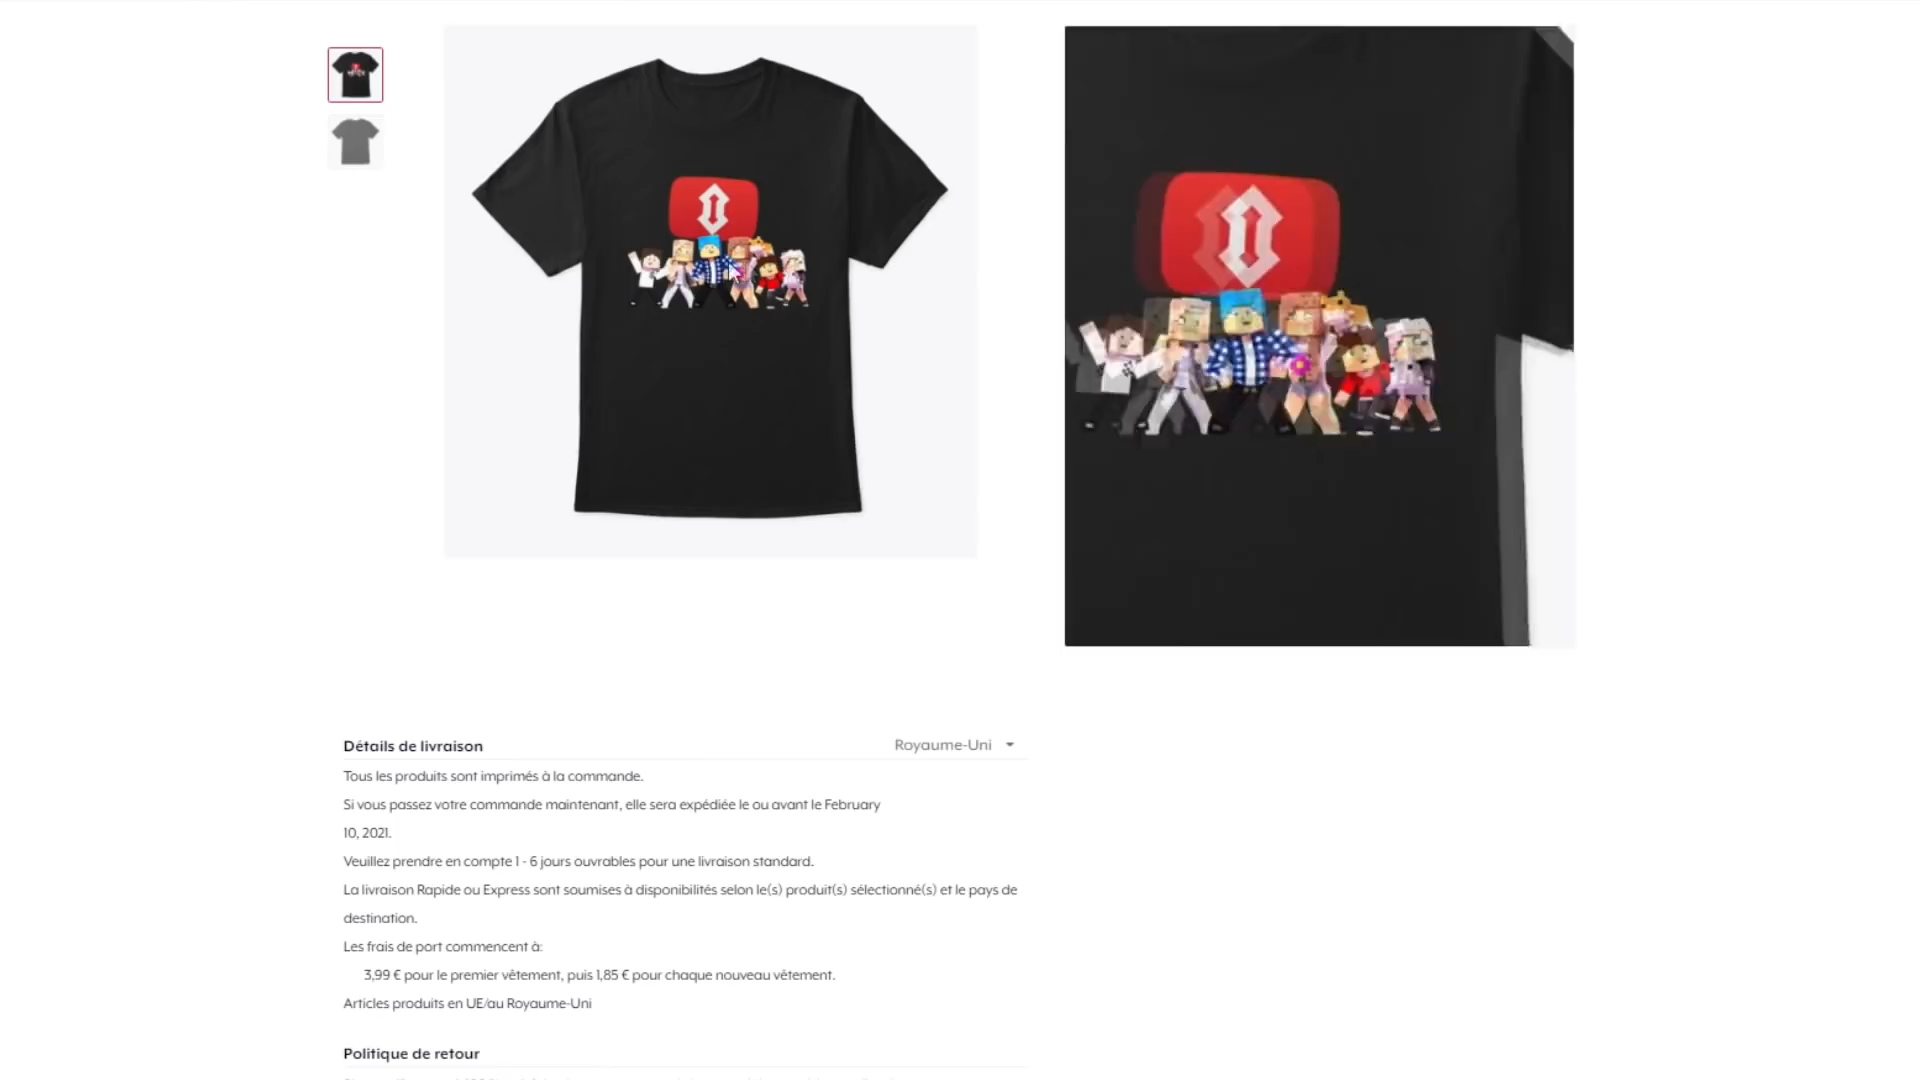 Détails de livraison
Royaume-Uni
Tous les produits sont imprimés à la commande.
Si vous passez votre commande maintenant, elle sera expédiée le ou avant le February
10, 2021.
Veuillez prendre en compte 1 - 6 jours ouvrables pour une livraison standard.
La livraison Rapide ou Express sont soumises à disponibilités selon le(s) produit(s) sélectionné(s) et le pays de
destination.
Les frais de port commencent à:
3,99 € pour le premier vêtement, puis 1,85 € pour chaque nouveau vêtement.
Articles produits en UE/au Royaume-Uni
Politique de retour